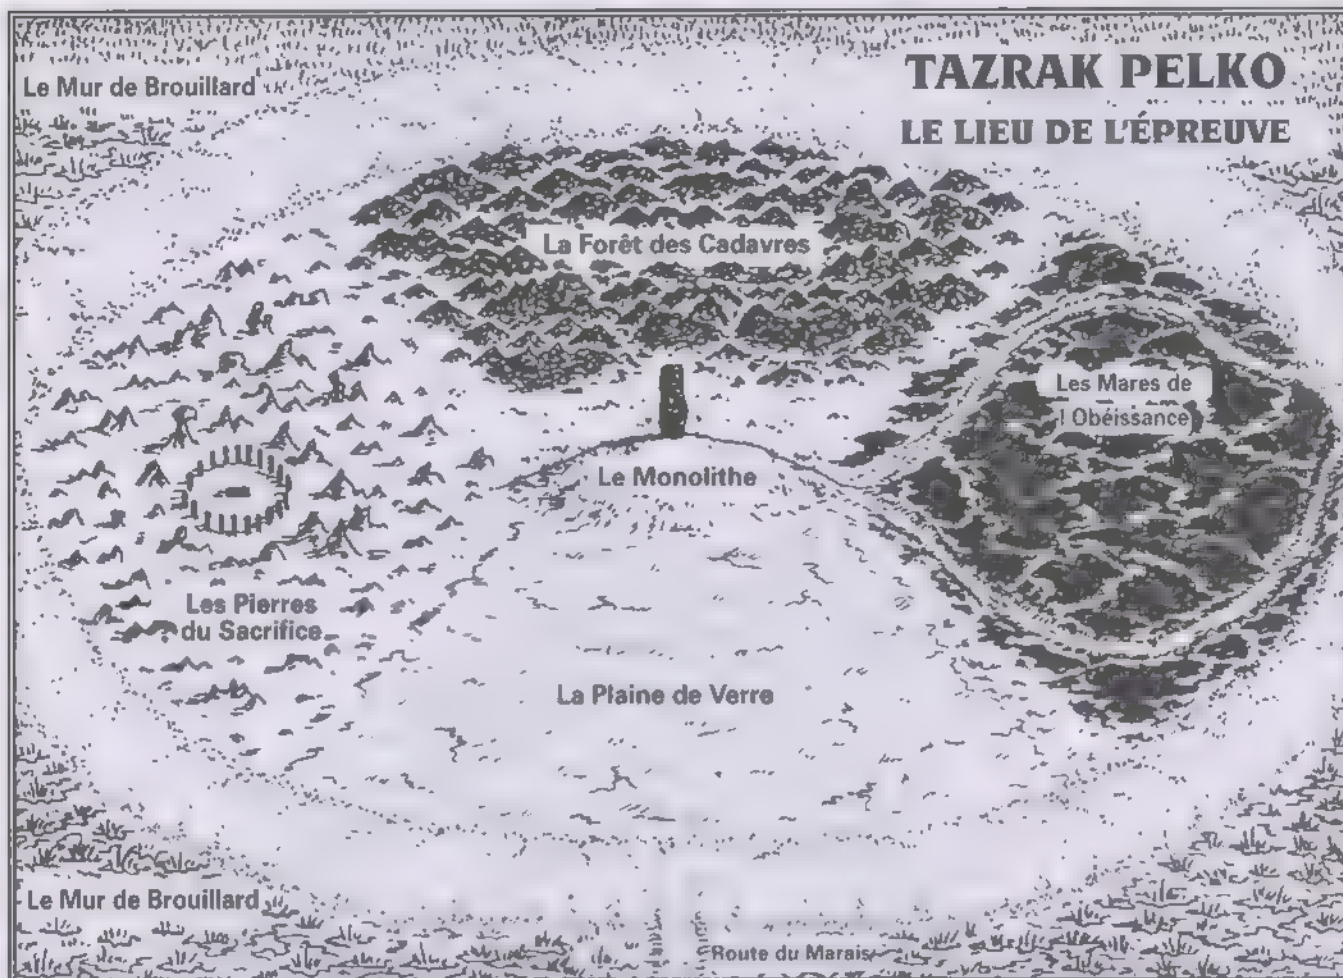 TAZRAK PELKO
LE LIEU DE L'ÉPREUVE
Le Mur de Brouillard
La Forêt des Cadavres
Les Mares de
l Obéissance
Le Monolithe
Les Pierres
du Sacrifice
La Plaine de Verre
Le Mur de Brouillard
Route du Marais